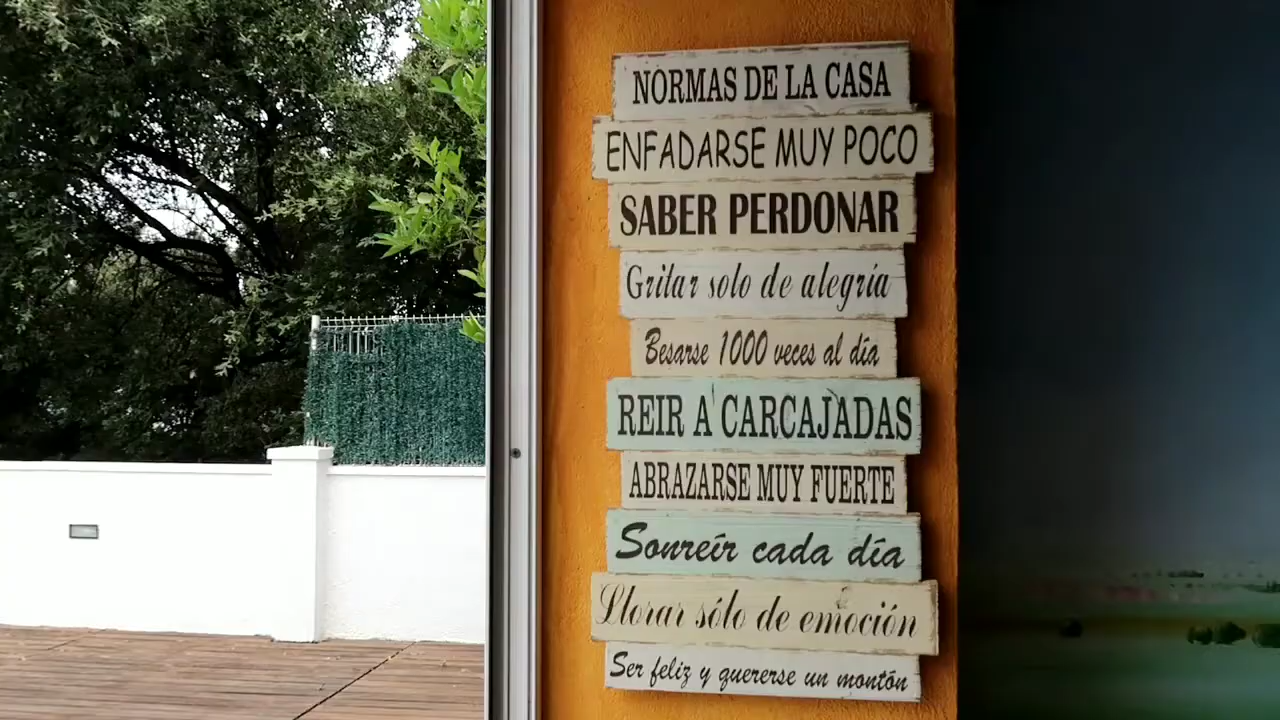 NORMAS DE LA CASA
ENFADARSE MUY POCO
SABER PERDONAR
Gritar solo de alegría
Besarse 1000 veces al día
REIR A CARCAJADAS
ABRAZARSE MUY FUERTE
Sonreír cada día
Llorar sólo de emoción
Ser feliz y quererse un montón